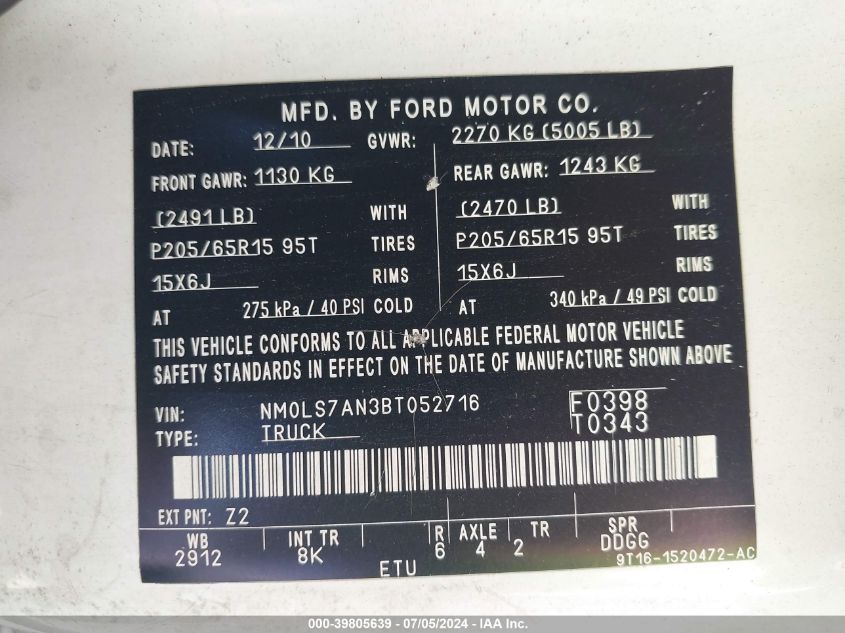 MFD. BY FORD MOTOR CO.
DATE: 12/10 GVWR: 2270 KG (5005 LB)
FRONT GAWR: 1130 KG REAR GAWR: 1243 KG
(2491 LB) WITH (2470 LB) WITH
P205/65R15 95T TIRES P205/65R15 95T TIRES
15X6J RIMS 15X6J RIMS
AT 275 kPa / 40 PSI COLD AT 340 kPa / 49 PSI COLD
THIS VEHICLE CONFORMS TO ALL APPLICABLE FEDERAL MOTOR VEHICLE
SAFETY STANDARDS IN EFFECT ON THE DATE OF MANUFACTURE SHOWN ABOVE
VIN: NM0LS7AN3BT052716 F0398
TYPE: TRUCK T0343
EXT PNT: Z2
WB INT TR R AXLE TR SPR
2912 8K 6 4 2 DDGG
ETU 9T16-1520472-AC
000-39805639 - 07/05/2024 - IAA Inc.